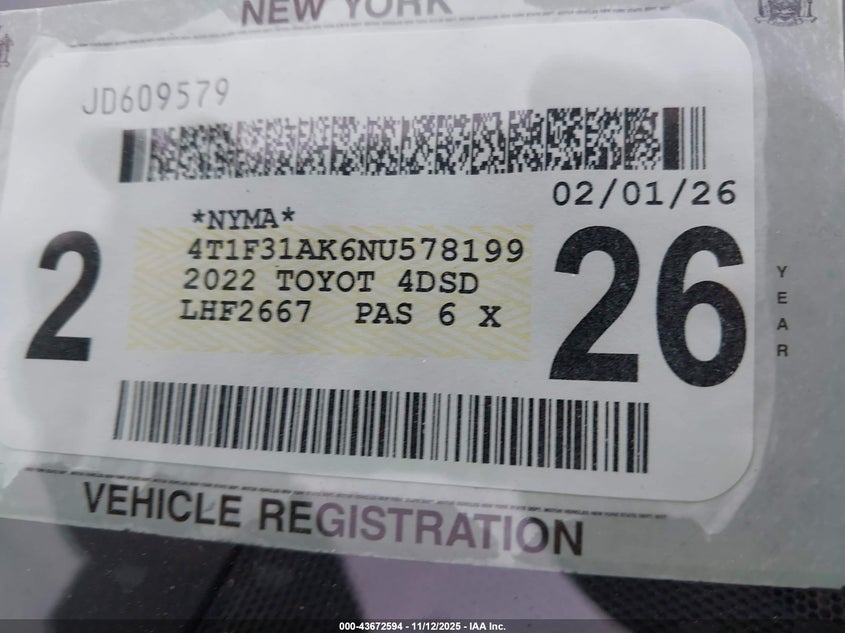 NEW YORK
JD609579
02/01/26
*NYMA*
4T1F31AK6NU578199
2022 TOYOT 4DSD
LHF2667 PAS 6 X
2
26
YEAR
VEHICLE REGISTRATION
000-43672594 - 11/12/2025 - IAA Inc.